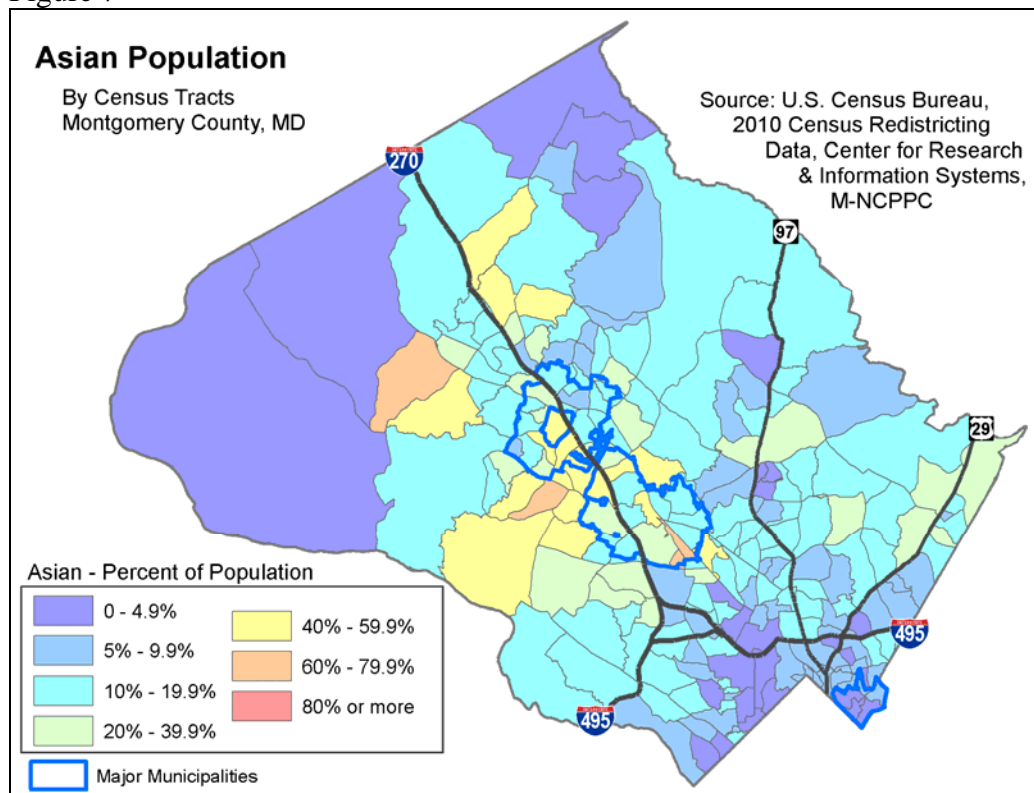 Asian Population
By Census Tracts
Montgomery County, MD
Source: U.S. Census Bureau,
2010 Census Redistricting
Data, Center for Research
& Information Systems,
M-NCPPC
270
97
29
495
495
Asian - Percent of Population
0 - 4.9%
5% - 9.9%
10% - 19.9%
20% - 39.9%
40% - 59.9%
60% - 79.9%
80% or more
Major Municipalities